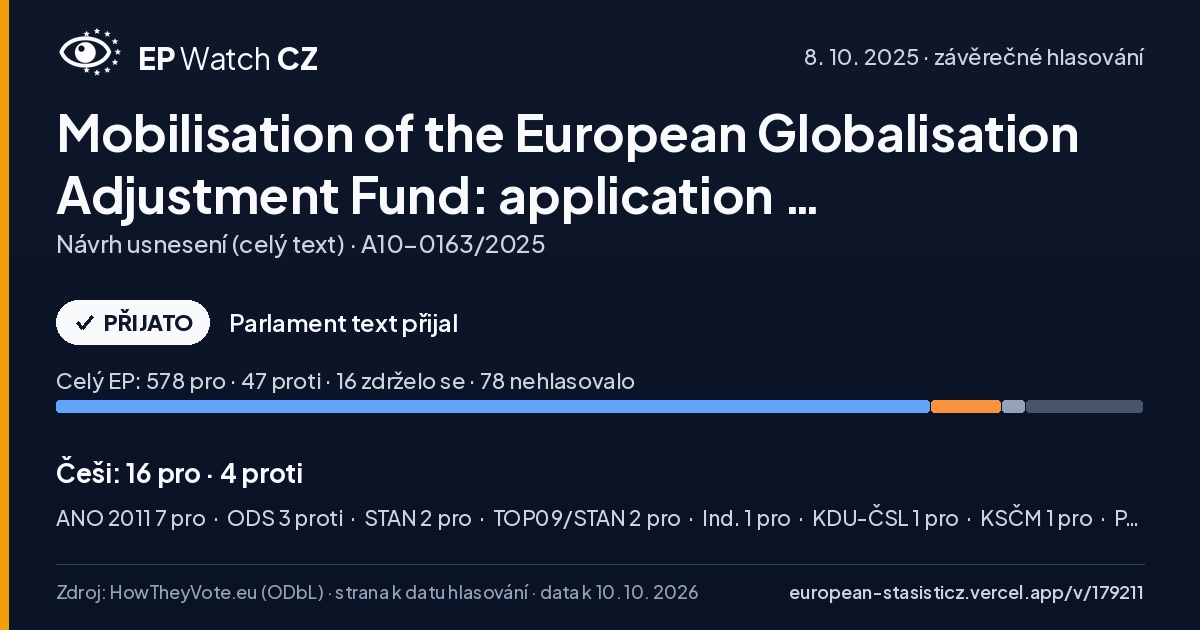 EP Watch CZ
8. 10. 2025 · závěrečné hlasování
Mobilisation of the European Globalisation
Adjustment Fund: application …
Návrh usnesení (celý text) · A10-0163/2025
✓ PŘIJATO
Parlament text přijal
Celý EP: 578 pro · 47 proti · 16 zdrželo se · 78 nehlasovalo
Češi: 16 pro · 4 proti
ANO 2011 7 pro · ODS 3 proti · STAN 2 pro · TOP09/STAN 2 pro · Ind. 1 pro · KDU-ČSL 1 pro · KSČM 1 pro · P…
Zdroj: HowTheyVote.eu (ODbL) · strana k datu hlasování · data k 10. 10. 2026
european-stasisticz.vercel.app/v/179211